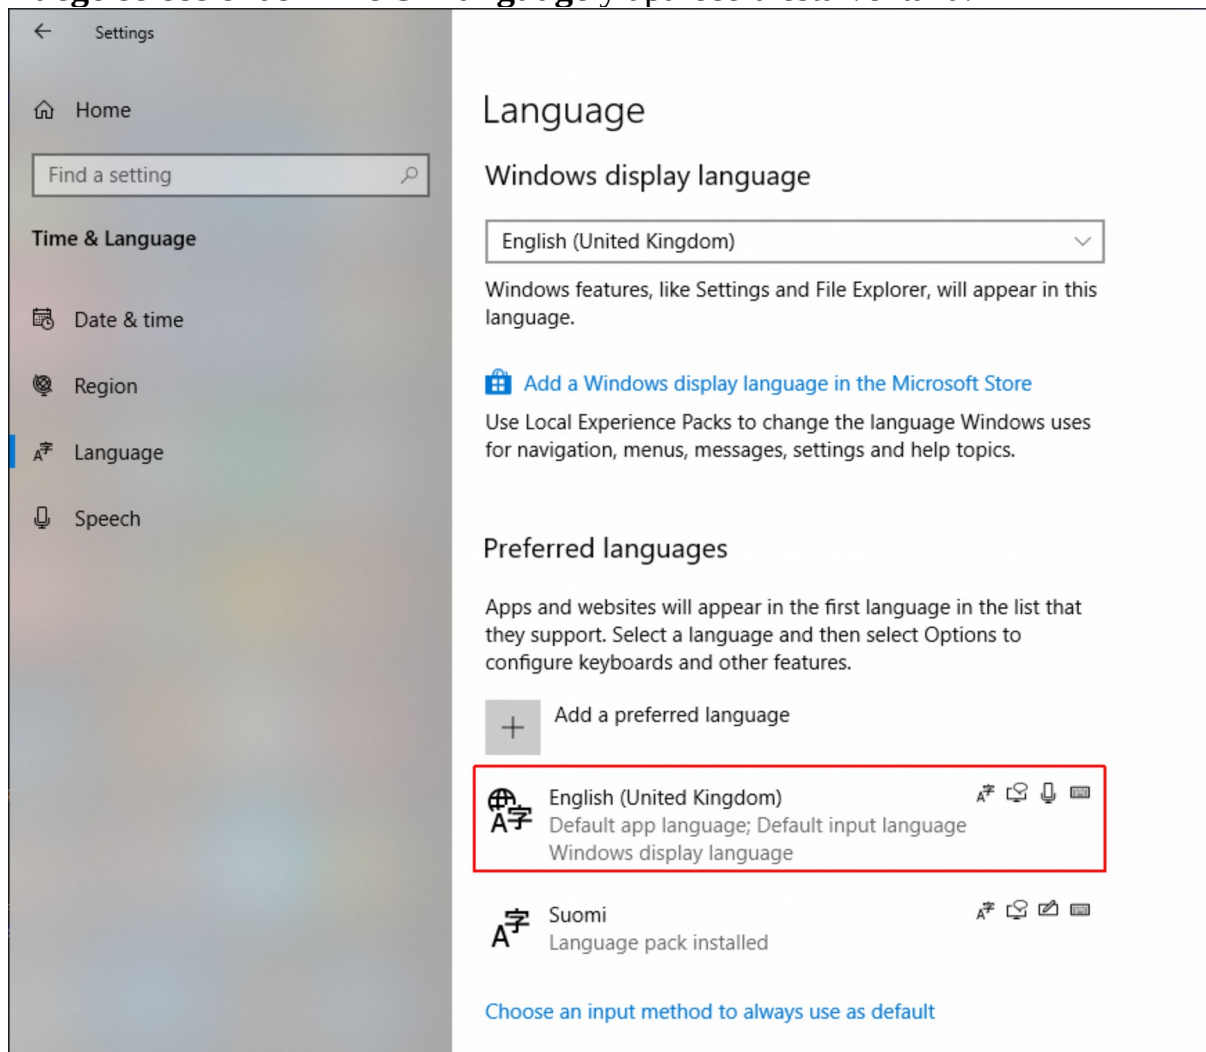 Settings
Home
Find a setting
Time & Language
Date & time
Region
Language
Speech
Language
Windows display language
English (United Kingdom)
Windows features, like Settings and File Explorer, will appear in this
language.
Add a Windows display language in the Microsoft Store
Use Local Experience Packs to change the language Windows uses
for navigation, menus, messages, settings and help topics.
Preferred languages
Apps and websites will appear in the first language in the list that
they support. Select a language and then select Options to
configure keyboards and other features.
Add a preferred language
English (United Kingdom)
Default app language; Default input language
Windows display language
Suomi
Language pack installed
Choose an input method to always use as default